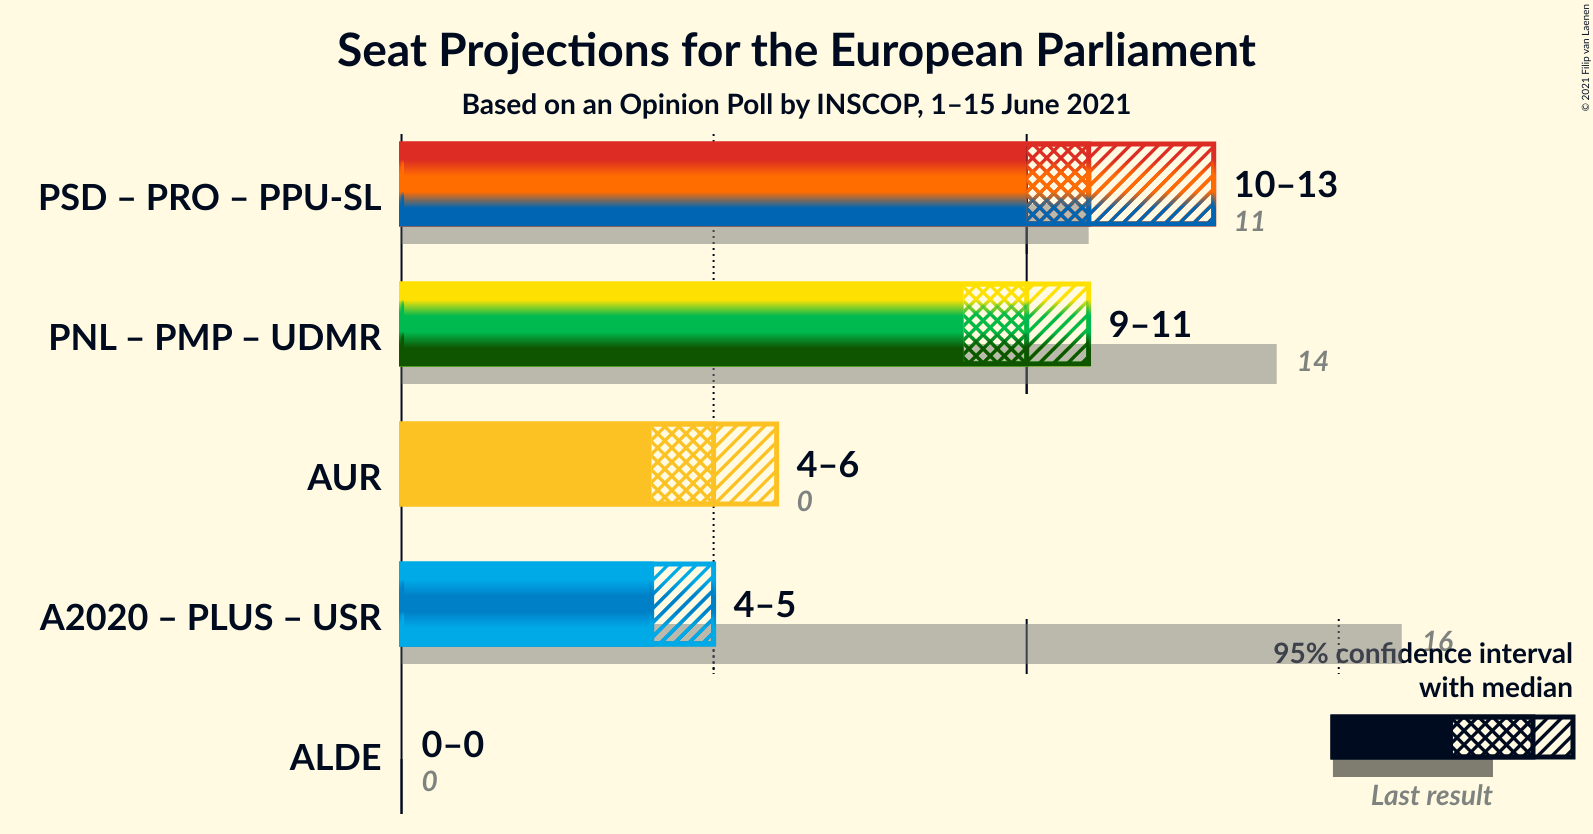 Seat Projections for the European Parliament
Based on an Opinion Poll by INSCOP, 1–15 June 2021
© 2021 Filip van Laenen
PSD – PRO – PPU-SL
10–13
11
PNL – PMP – UDMR
9–11
14
AUR
4–6
0
A2020 – PLUS – USR
4–5
16
ALDE
0–0
0
95% confidence interval
with median
Last result